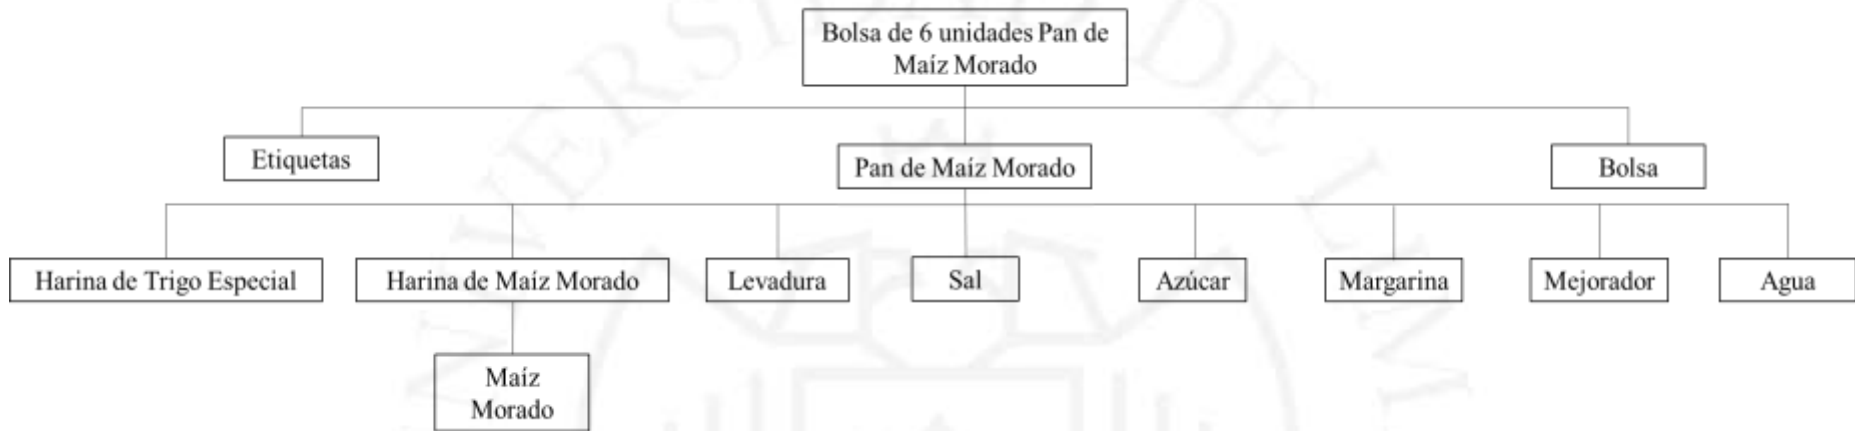 Bolsa de 6 unidades Pan de
Maíz Morado
Etiquetas
Pan de Maíz Morado
Bolsa
Harina de Trigo Especial
Harina de Maíz Morado
Levadura
Sal
Azúcar
Margarina
Mejorador
Agua
Maíz
Morado